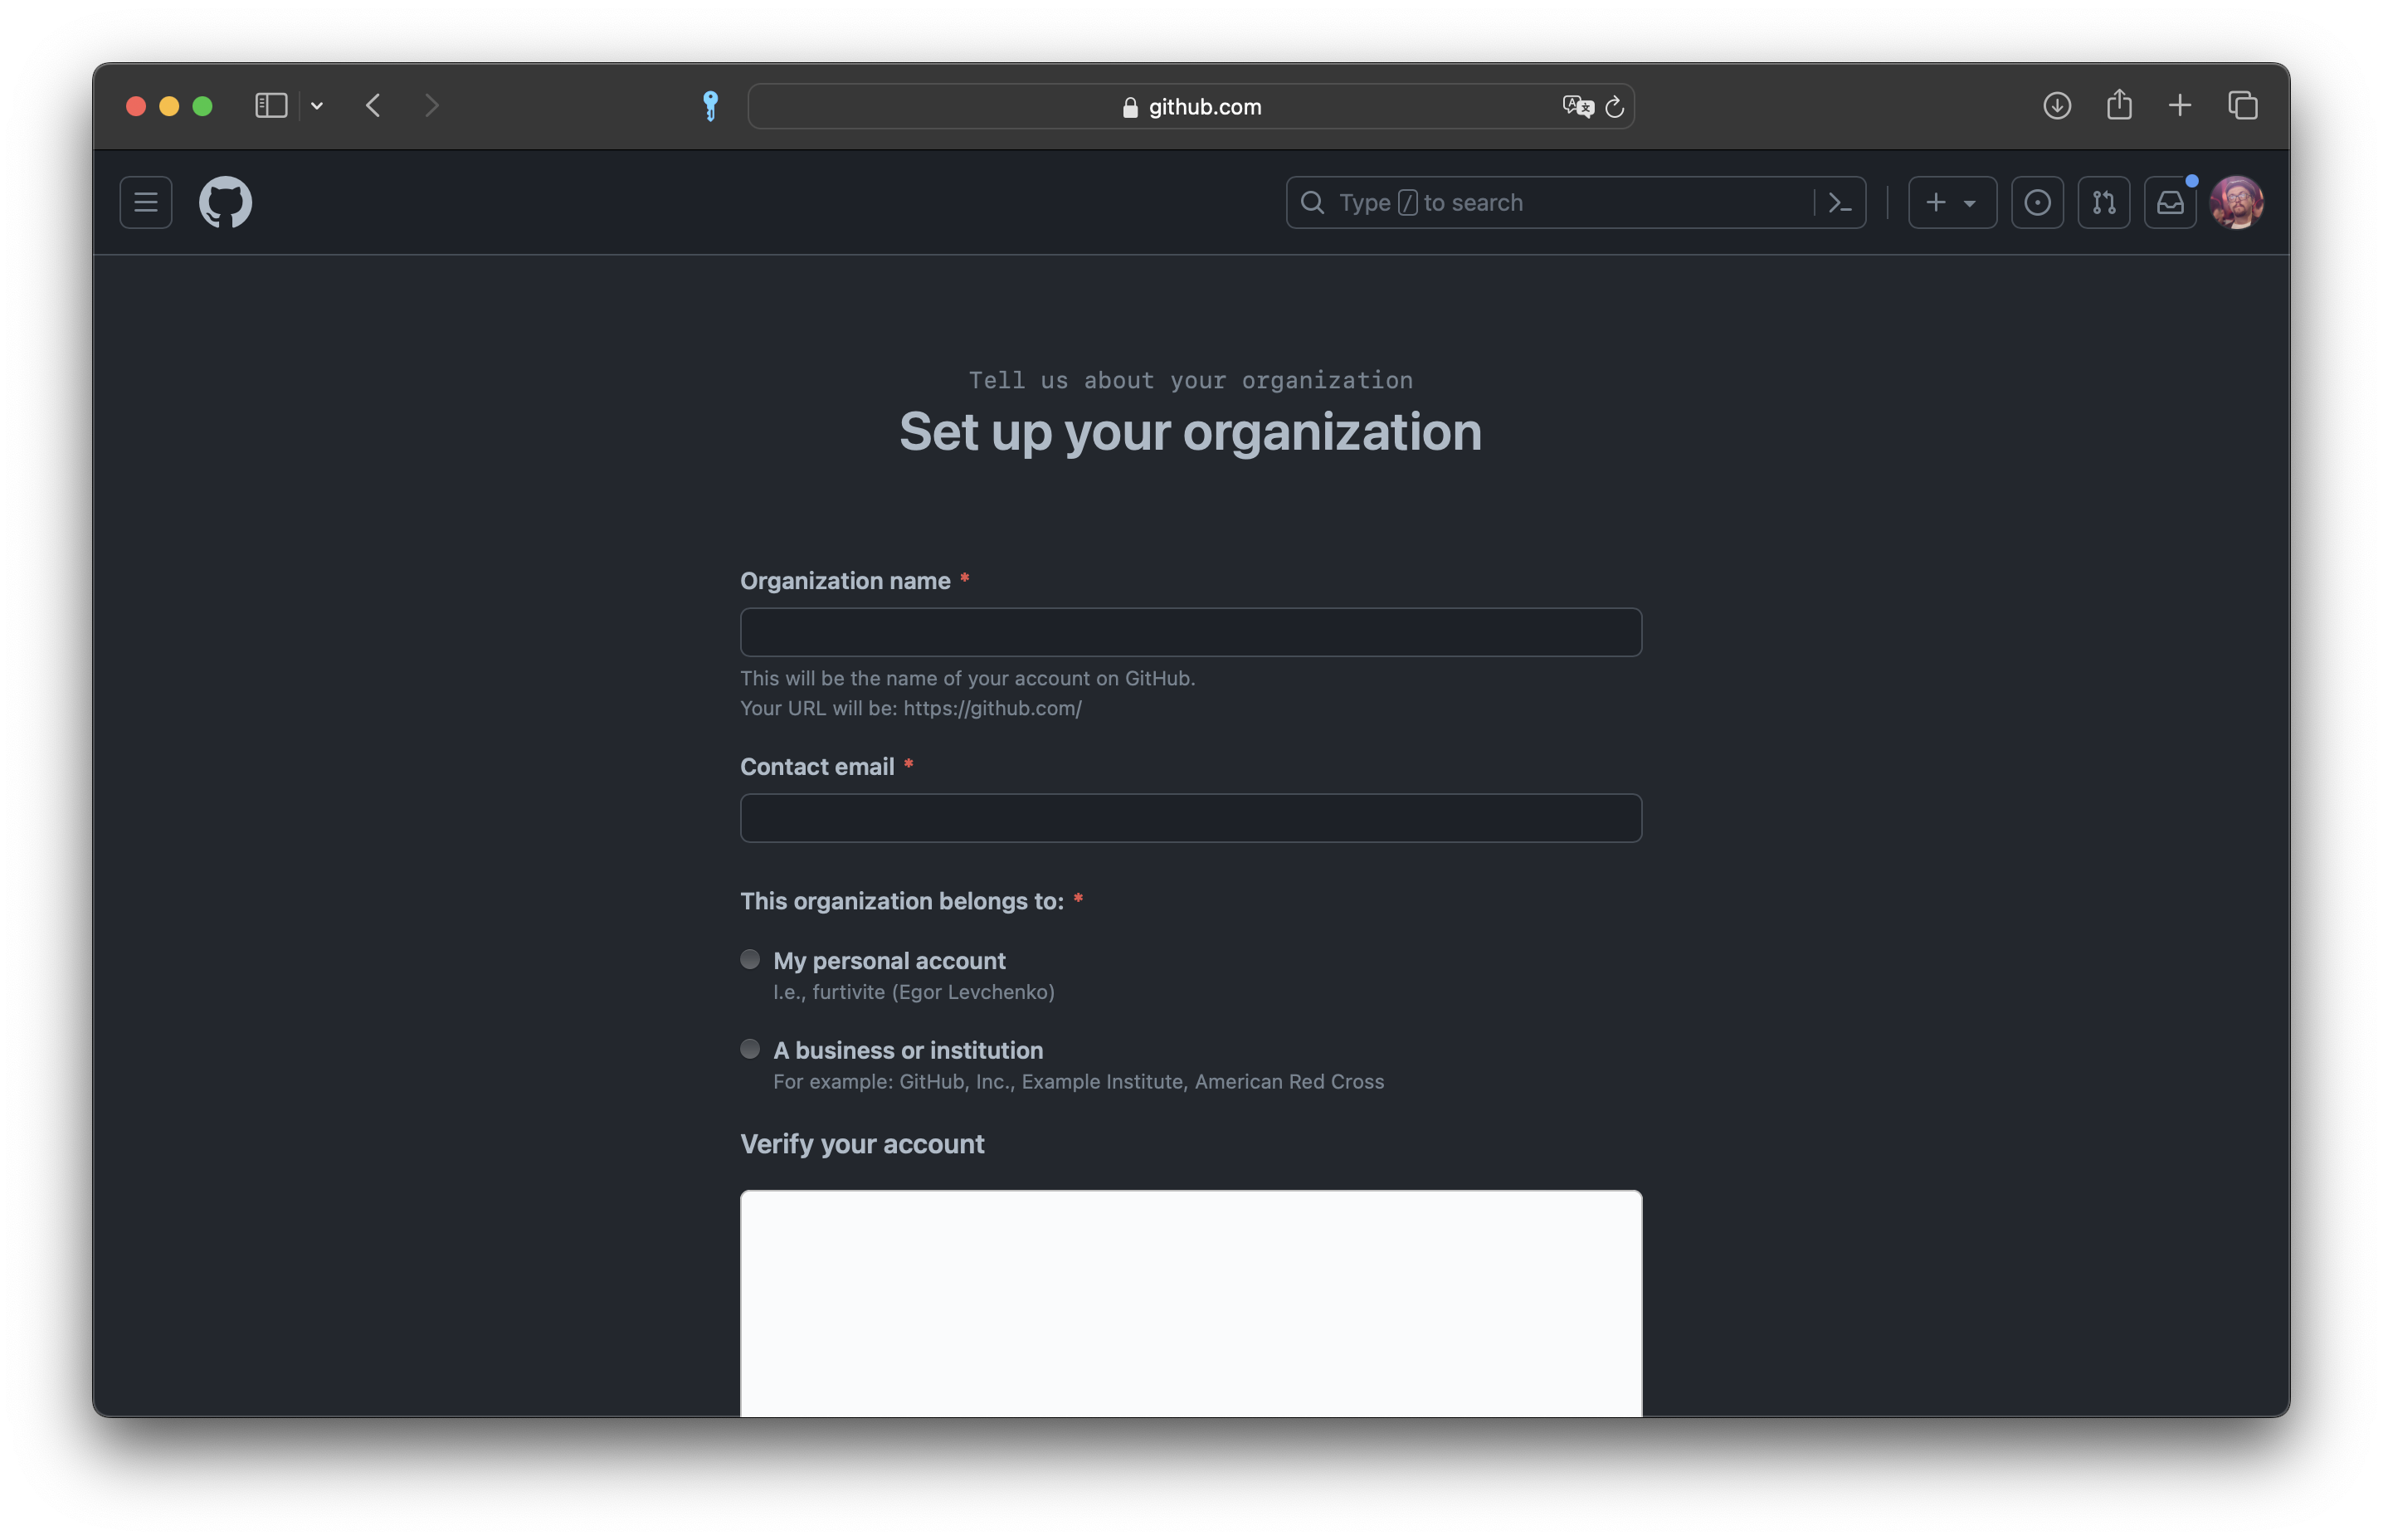 github.com
Type / to search
Tell us about your organization
Set up your organization
Organization name *
This will be the name of your account on GitHub.
Your URL will be: https://github.com/
Contact email *
This organization belongs to: *
My personal account
I.e., furtivite (Egor Levchenko)
A business or institution
For example: GitHub, Inc., Example Institute, American Red Cross
Verify your account